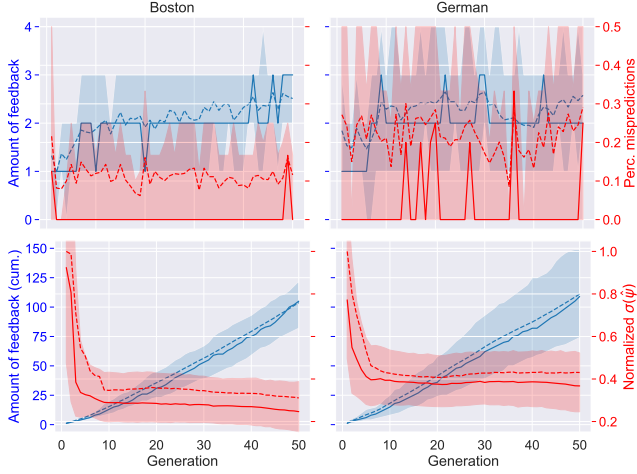 Boston German
4 0.5
3 0.4
0.3
2
0.2
1
0.1
0 0.0
Amount of feedback
Perc. mispredictions
150
1.0
125
100 0.8
75
0.6
50
0.4
25
0 0.2
Amount of feedback (cum.)
Normalized σ(ψ̂)
0 10 20 30 40 50 0 10 20 30 40 50
Generation Generation